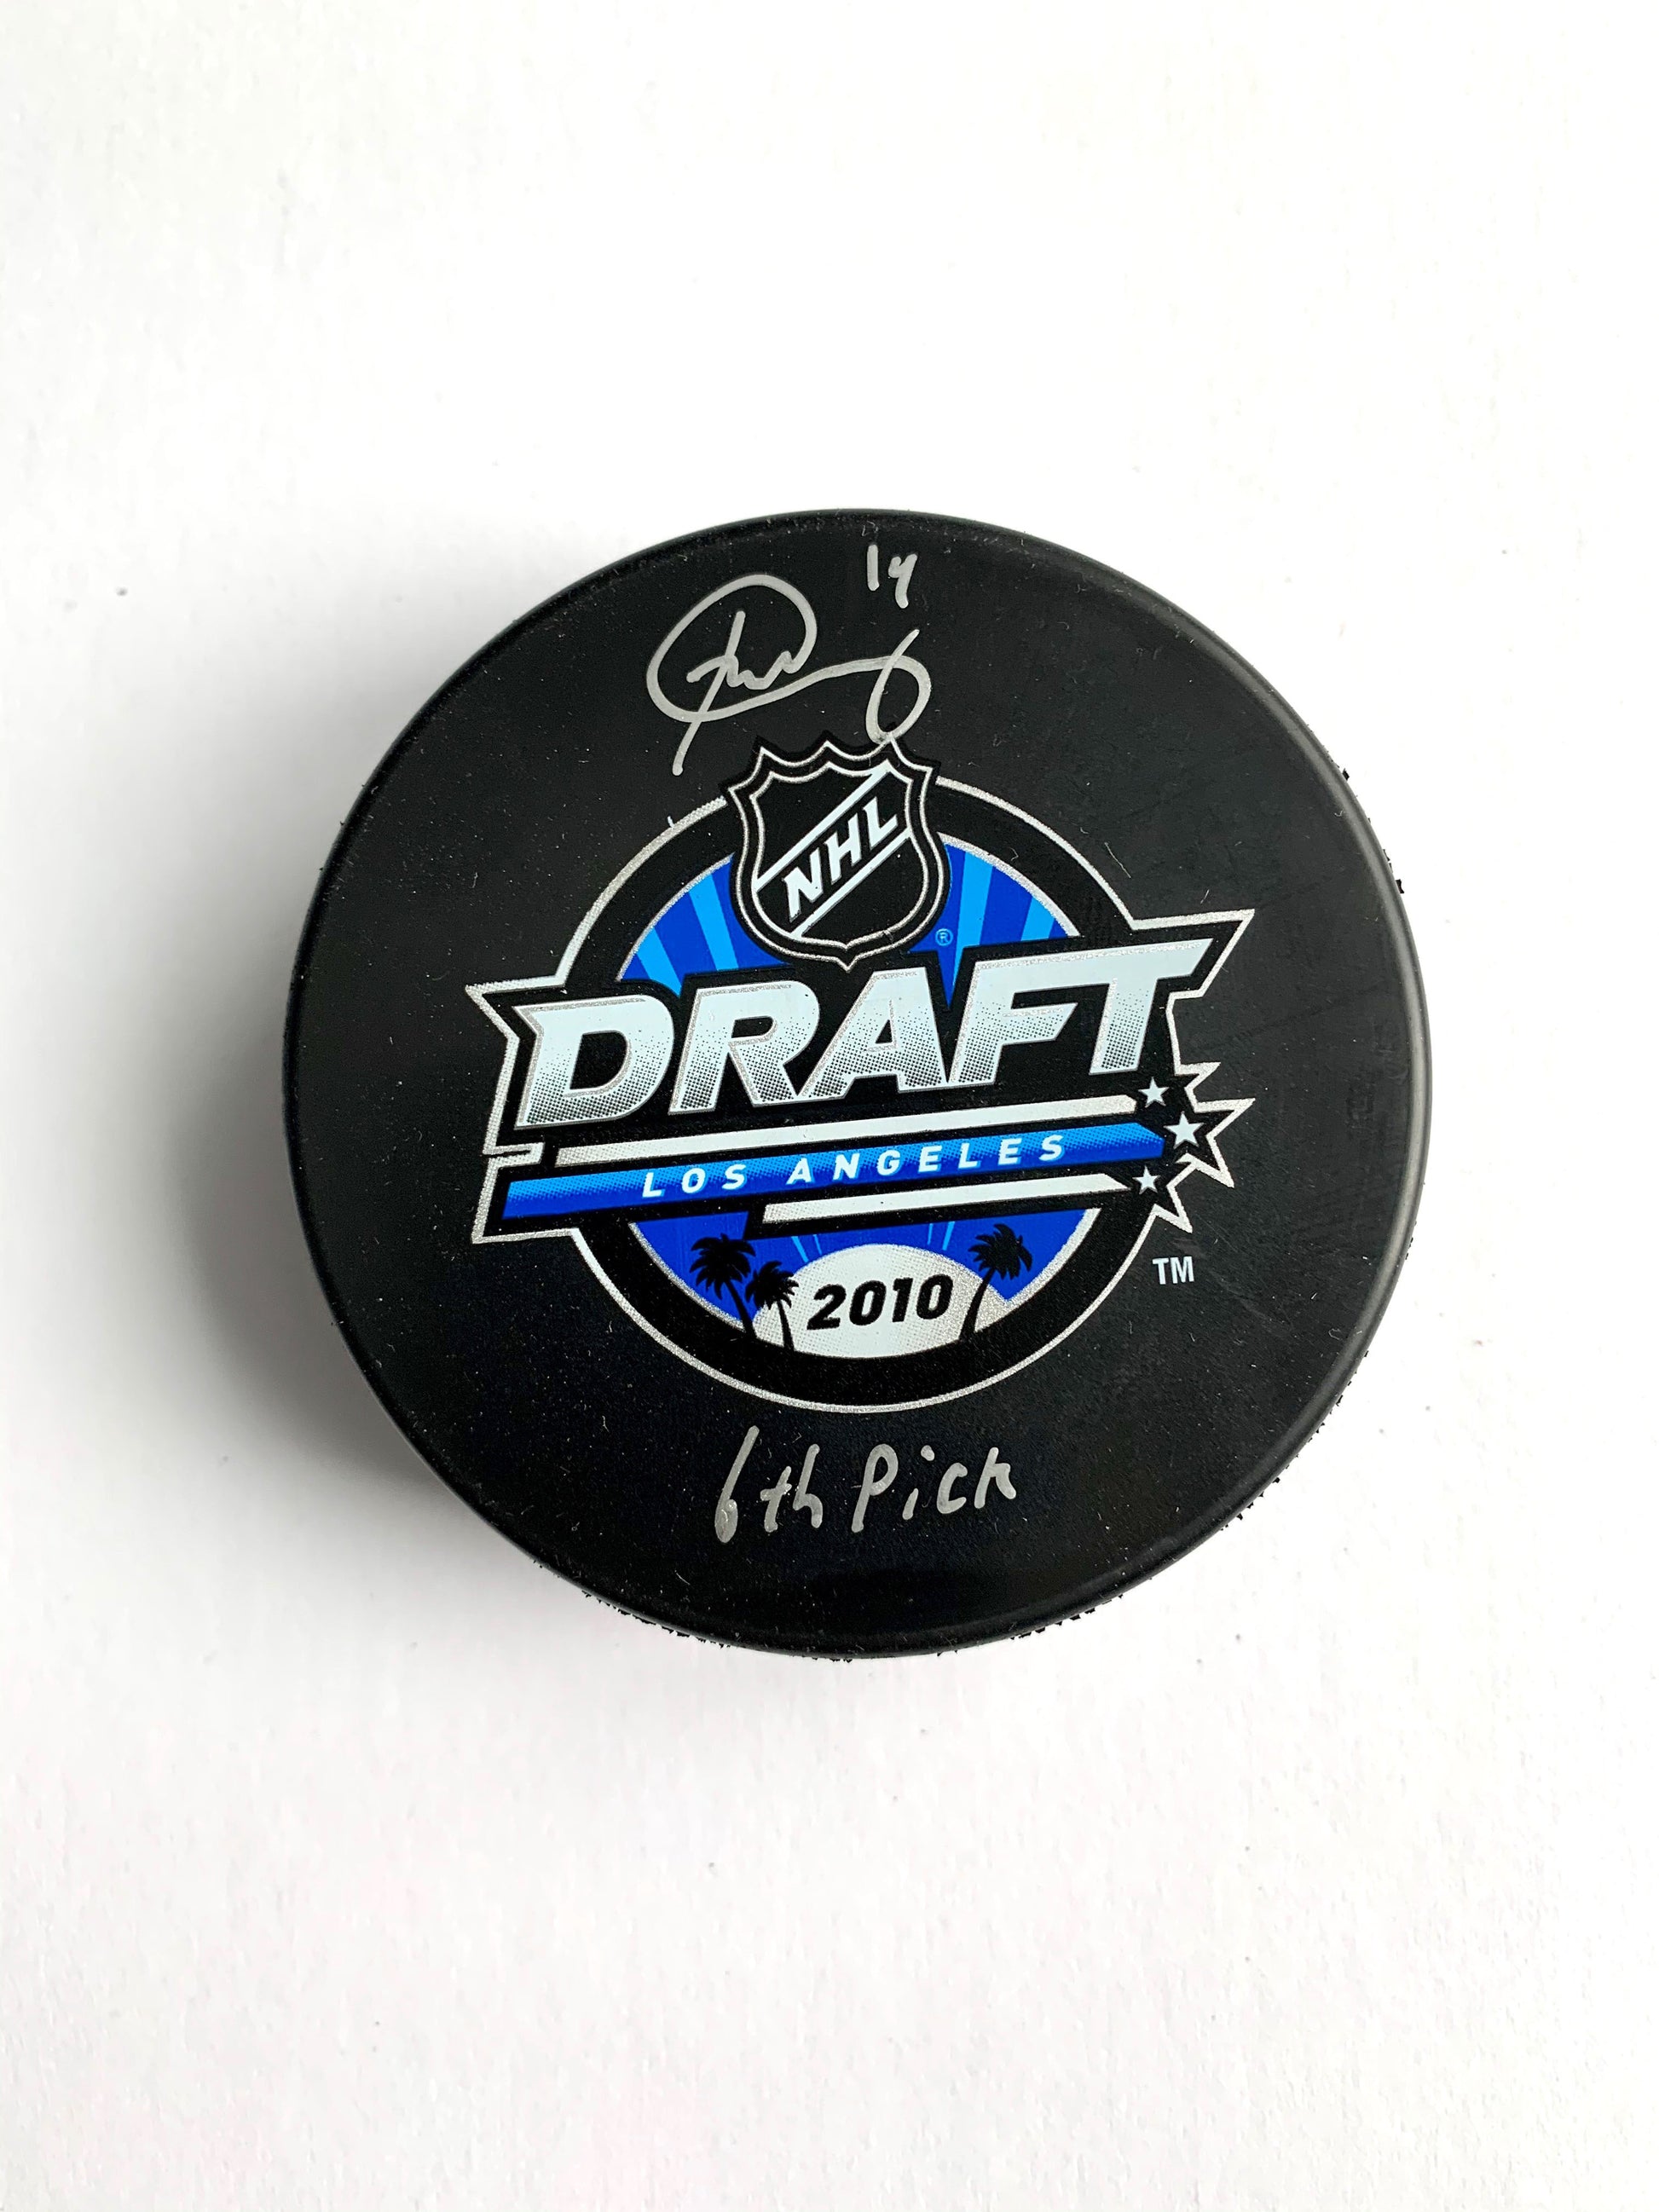 14
NHL
®
DRAFT
LOS ANGELES
2010
TM
6th Pick